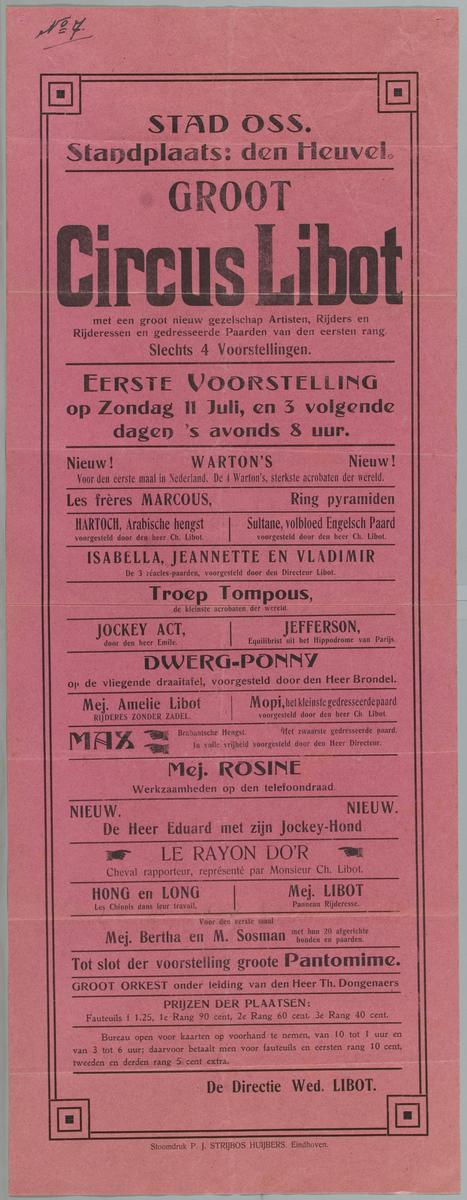 No 7.
STAD OSS.
Standplaats: den Heuvel.
GROOT
Circus Libot
met een groot nieuw gezelschap Artisten, Rijders en
Rijderessen en gedresseerde Paarden van den eersten rang.
Slechts 4 Voorstellingen.
EERSTE VOORSTELLING
op Zondag 11 Juli, en 3 volgende
dagen 's avonds 8 uur.
Nieuw! WARTON'S Nieuw!
Voor den eerste maal in Nederland. De 4 Warton's, sterkste acrobaten der wereld.
Les frères MARCOUS, Ring pyramiden
HARTOCH, Arabische hengst
voorgesteld door den heer Ch. Libot.
Sultane, volbloed Engelsch Paard
voorgesteld door den heer Ch. Libot.
ISABELLA, JEANNETTE EN VLADIMIR
De 3 réacies-paarden, voorgesteld door den Directeur Libot.
Troep Tompous,
de kleinste acrobaten der wereld.
JOCKEY ACT,
door den heer Emile.
JEFFERSON,
Equilibrist uit het Hippodrome van Parijs.
DWERG-PONNY
op de vliegende draaitafel, voorgesteld door den Heer Brondel.
Mej. Amelie Libot
RIJDERES ZONDER ZADEL.
Mopi, het kleinste gedresseerde paard
voorgesteld door den heer Ch. Libot.
MAX Brabantsche Hengst. Het zwaarste gedresseerde paard.
In volle vrijheid voorgesteld door den Heer Directeur.
Mej. ROSINE
Werkzaamheden op den telefoondraad
NIEUW. NIEUW.
De Heer Eduard met zijn Jockey-Hond
LE RAYON DO'R
Cheval rapporteur, représenté par Monsieur Ch. Libot.
HONG en LONG
Les Chinois dans leur travail.
Mej. LIBOT
Panneau Rijderesse.
Voor den eerste maal
Mej. Bertha en M. Sosman met hun 20 afgerichte
honden en paarden.
Tot slot der voorstelling groote Pantomime.
GROOT ORKEST onder leiding van den Heer Th. Dongenaers
PRIJZEN DER PLAATSEN:
Fauteuils f 1.25, 1e Rang 90 cent, 2e Rang 60 cent. 3e Rang 40 cent.
Bureau open voor kaarten op voorhand te nemen, van 10 tot 1 uur en
van 3 tot 6 uur; daarvoor betaalt men voor fauteuils en eersten rang 10 cent,
tweeden en derden rang 5 cent extra.
De Directie Wed. LIBOT.
Stoomdruk P. J. STRIJBOS HUIJBERS. Eindhoven.